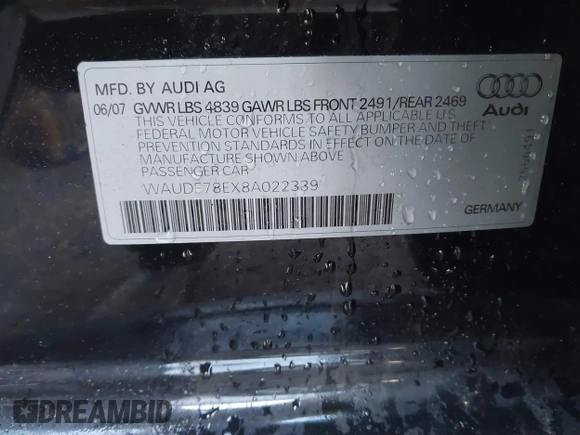 MFD. BY AUDI AG
06/07 GVWR LBS 4839 GAWR LBS FRONT 2491/REAR 2469
THIS VEHICLE CONFORMS TO ALL APPLICABLE U.S.
FEDERAL MOTOR VEHICLE SAFETY BUMPER AND THEFT
PREVENTION STANDARDS IN EFFECT ON THE DATE OF
MANUFACTURE SHOWN ABOVE
PASSENGER CAR
WAUDF78EX8A022339
Audi
GERMANY
DREAMBID